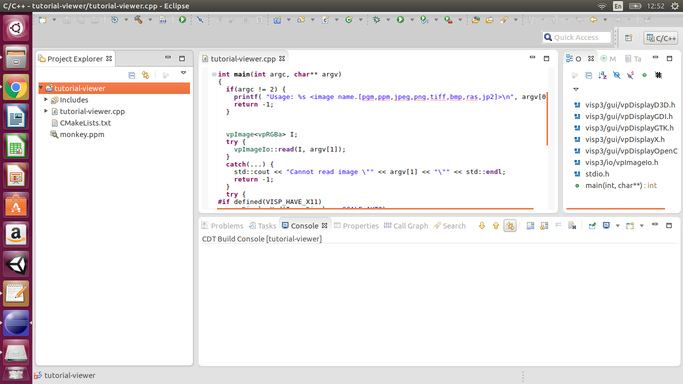 C/C++ - tutorial-viewer/tutorial-viewer.cpp - Eclipse
En
12:52
Quick Access
C/C++
Project Explorer
tutorial-viewer
Includes
tutorial-viewer.cpp
CMakeLists.txt
monkey.ppm
tutorial-viewer.cpp
int main(int argc, char** argv)
{
if(argc != 2) {
printf( "Usage: %s <image name.[pgm,ppm,jpeg,png,tiff,bmp,ras,jp2]>\n", argv[0
return -1;
}
vpImage<vpRGBa> I;
try {
vpImageIo::read(I, argv[1]);
}
catch(...) {
std::cout << "Cannot read image \"" << argv[1] << "\"" << std::endl;
return -1;
}
try {
#if defined(VISP_HAVE_X11)
O
M
Ta
visp3/gui/vpDisplayD3D.h
visp3/gui/vpDisplayGDI.h
visp3/gui/vpDisplayGTK.h
visp3/gui/vpDisplayX.h
visp3/gui/vpDisplayOpenC
visp3/io/vpImageIo.h
stdio.h
main(int, char**) : int
Problems
Tasks
Console
Properties
Call Graph
Search
CDT Build Console [tutorial-viewer]
tutorial-viewer